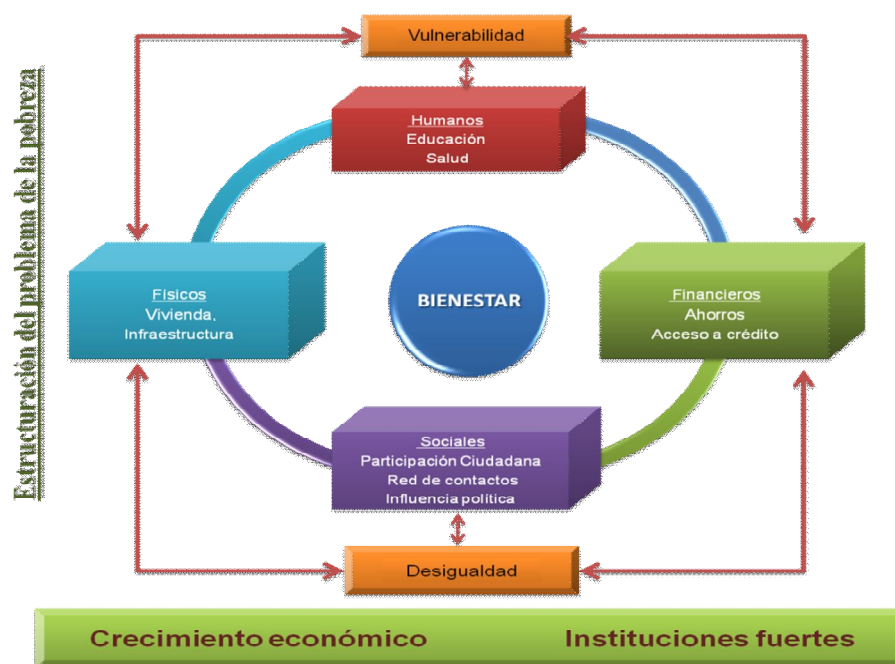 Estructuración del problema de la pobreza
Vulnerabilidad
Humanos
Educación
Salud
Físicos
Vivienda.
Infraestructura
BIENESTAR
Financieros
Ahorros
Acceso a crédito
Sociales
Participación Ciudadana
Red de contactos
Influencia política
Desigualdad
Crecimiento económico
Instituciones fuertes